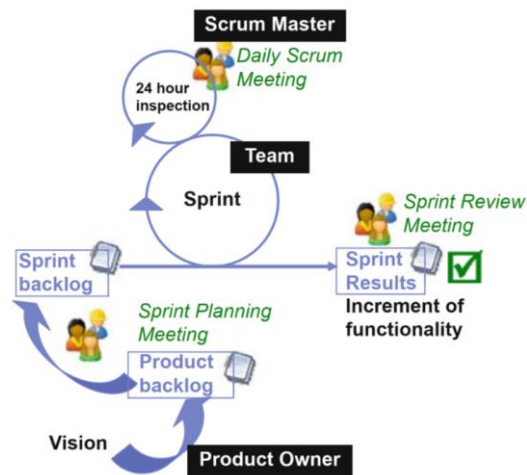 Scrum Master
Daily Scrum
Meeting
24 hour
inspection
Team
Sprint
Sprint Review
Meeting
Sprint
backlog
Sprint
Results
Increment of
functionality
Sprint Planning
Meeting
Product
backlog
Vision
Product Owner